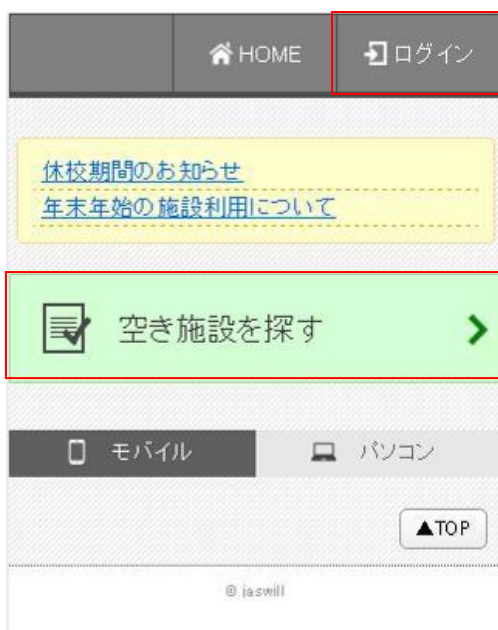 HOME ログイン
休校期間のお知らせ
年末年始の施設利用について
空き施設を探す
モバイル パソコン
▲TOP
© jaswill